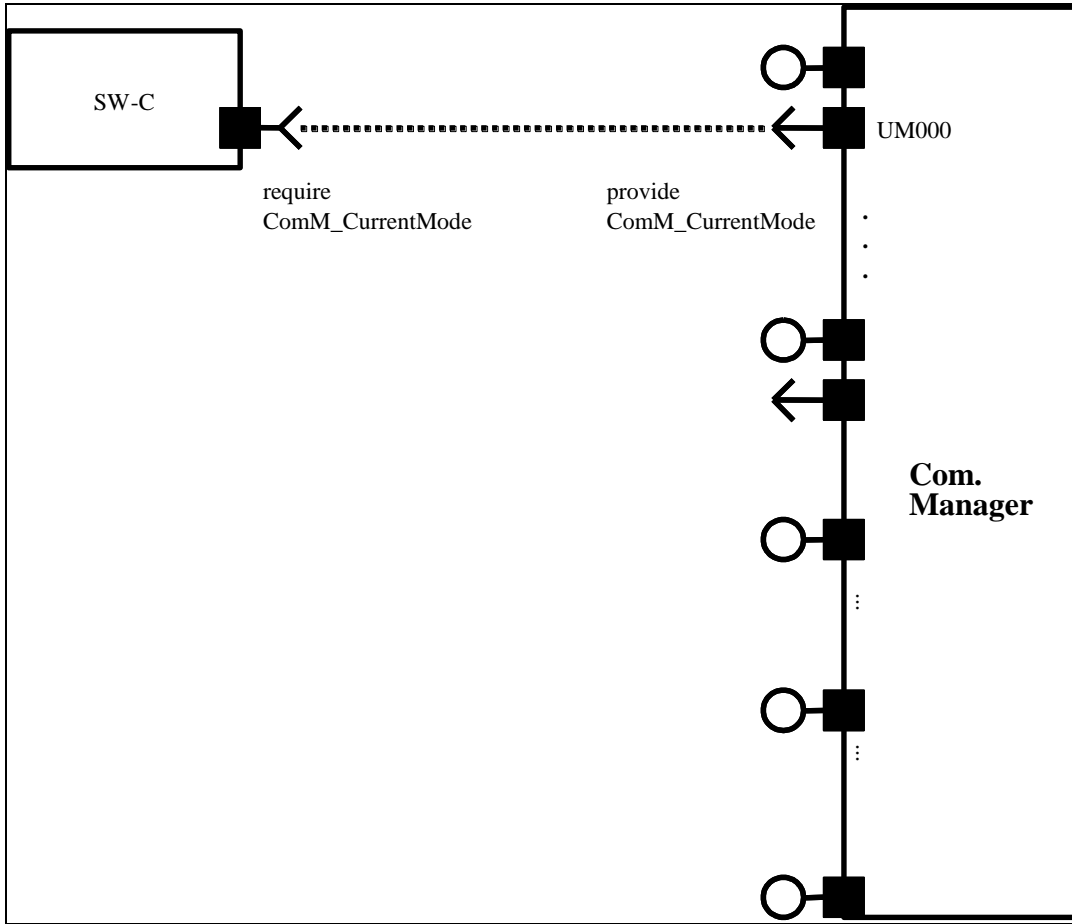 SW-C
UM000
require
ComM_CurrentMode
provide
ComM_CurrentMode
.
.
.
Com.
Manager
...
...